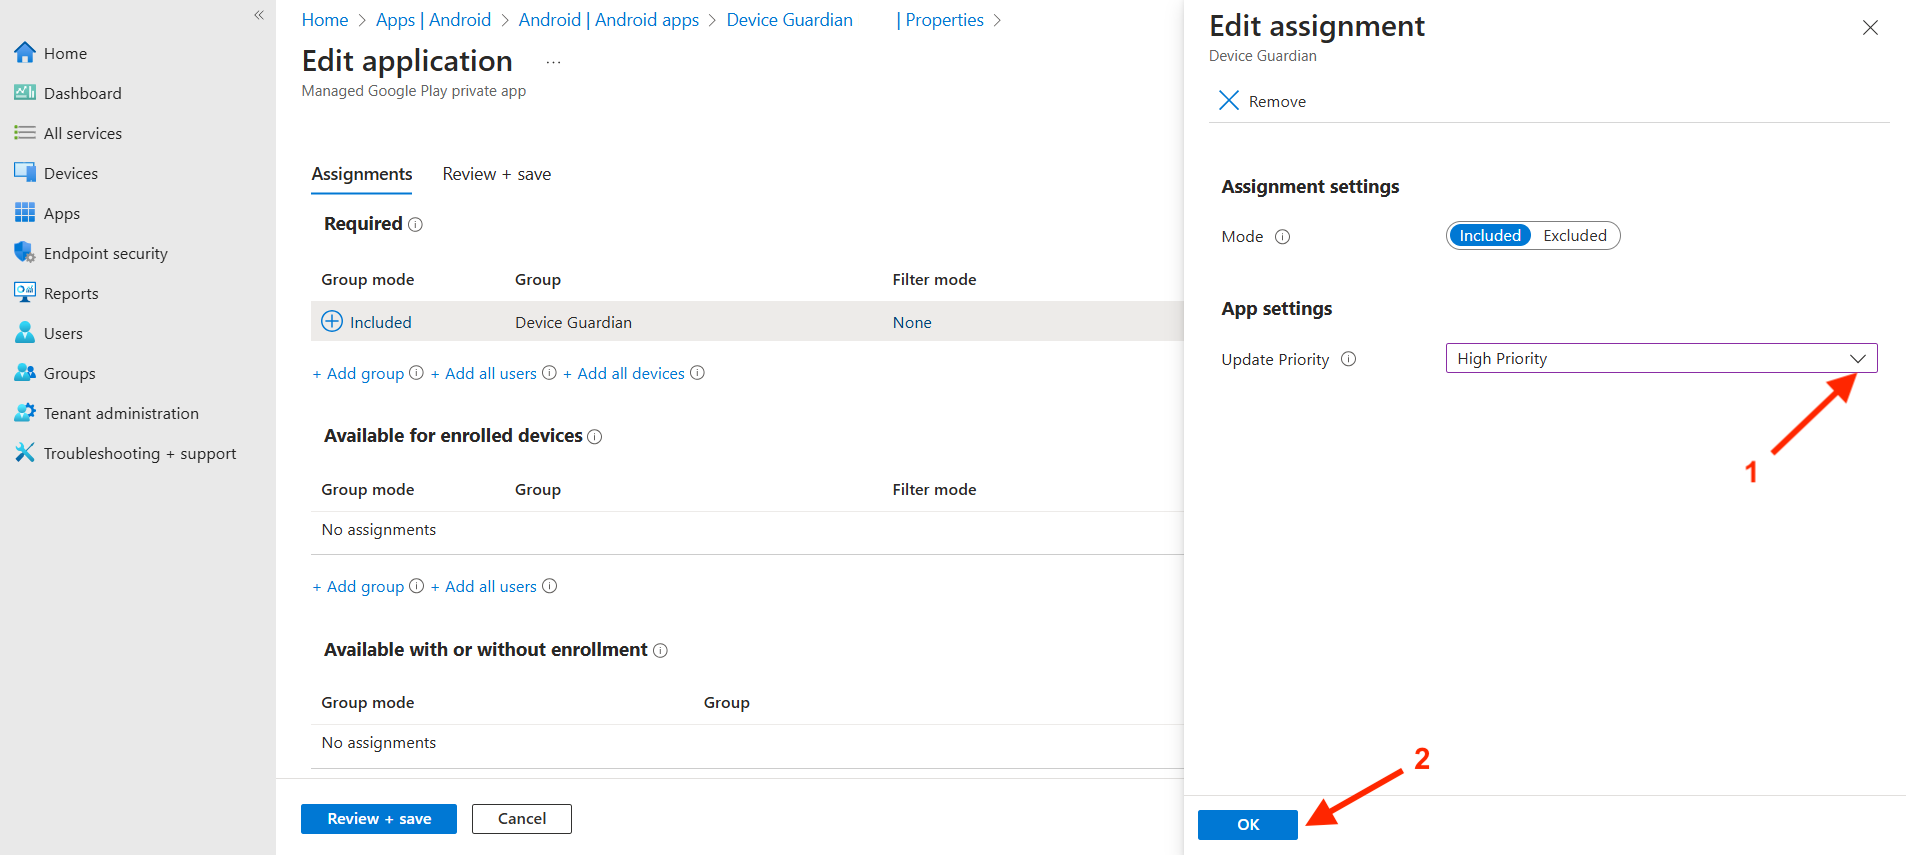 «
Home
Dashboard
All services
Devices
Apps
Endpoint security
Reports
Users
Groups
Tenant administration
Troubleshooting + support
Home > Apps | Android > Android | Android apps > Device Guardian | Properties >
Edit application ...
Managed Google Play private app
Assignments Review + save
Required
Group mode Group Filter mode
Included Device Guardian None
+ Add group + Add all users + Add all devices
Available for enrolled devices
Group mode Group Filter mode
No assignments
+ Add group + Add all users
Available with or without enrollment
Group mode Group
No assignments
Review + save Cancel
Edit assignment
Device Guardian
Remove
Assignment settings
Mode Included Excluded
App settings
Update Priority High Priority
1
2
OK